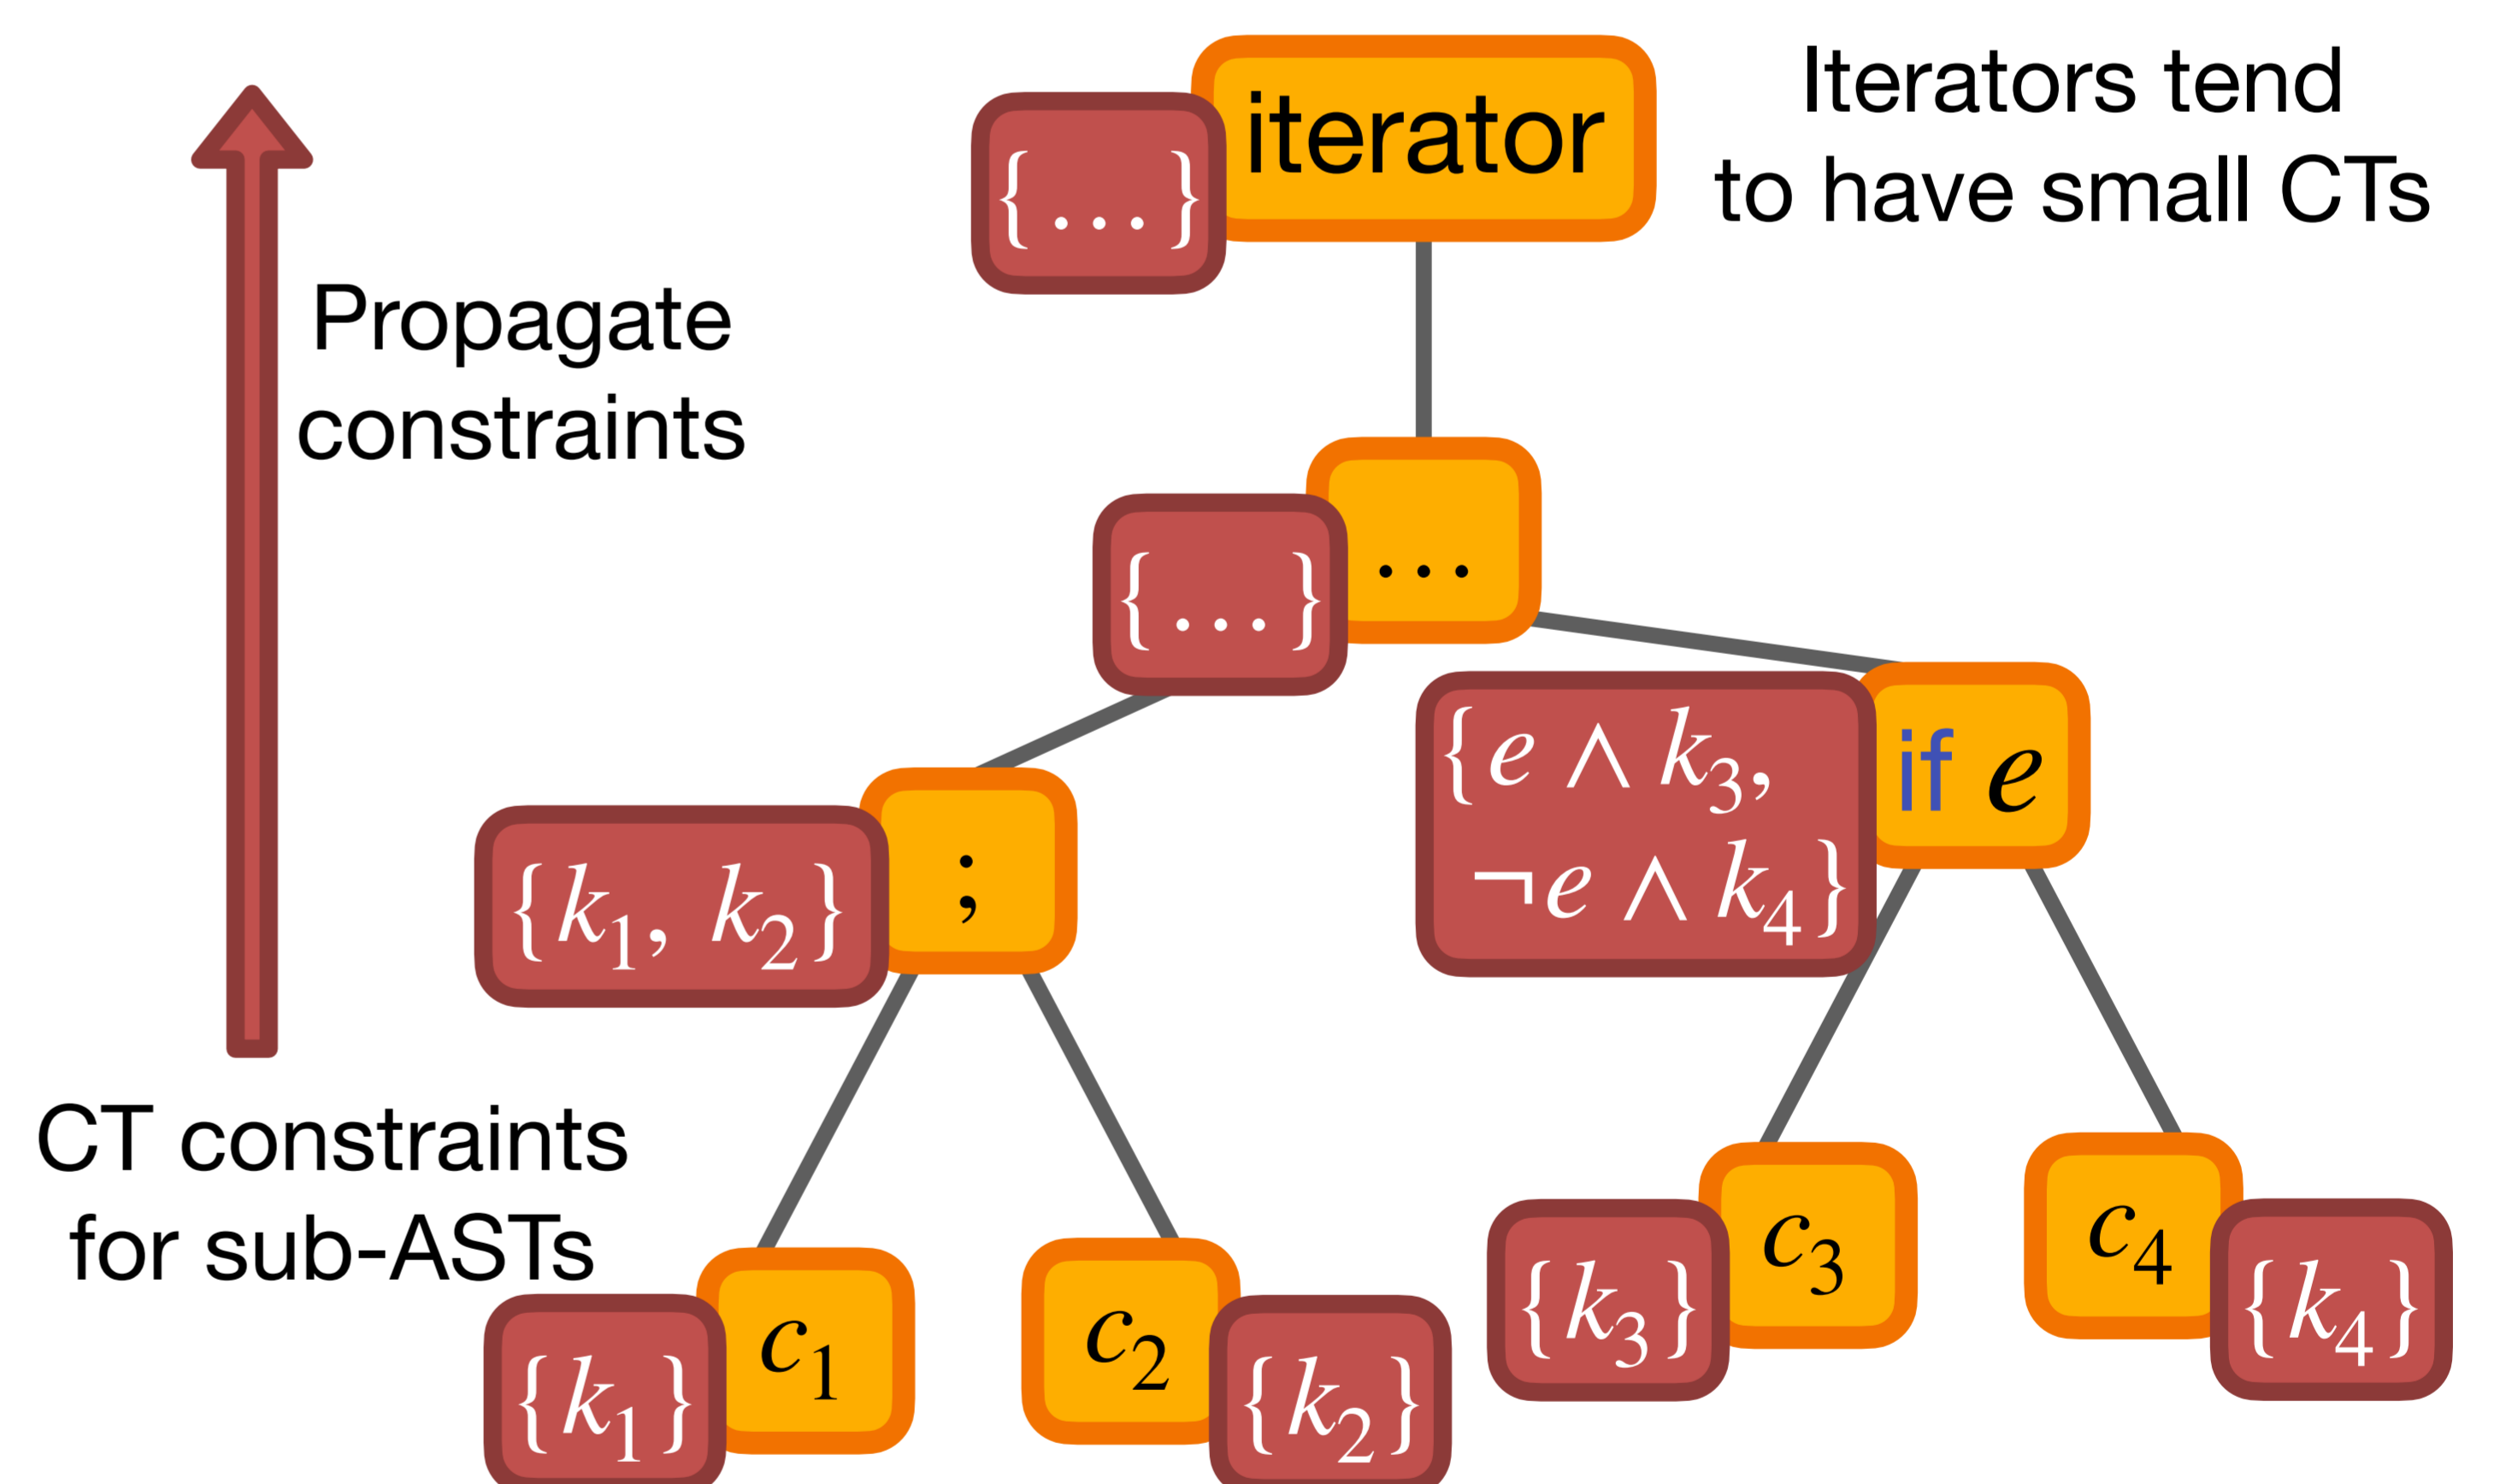 iterator
{...}
Iterators tend
to have small CTs
Propagate
constraints
...
{...}
{e ∧ k₃,
¬e ∧ k₄}
if e
{k₁, k₂}
;
CT constraints
for sub-ASTs
{k₁}
c₁
c₂
{k₂}
{k₃}
c₃
c₄
{k₄}